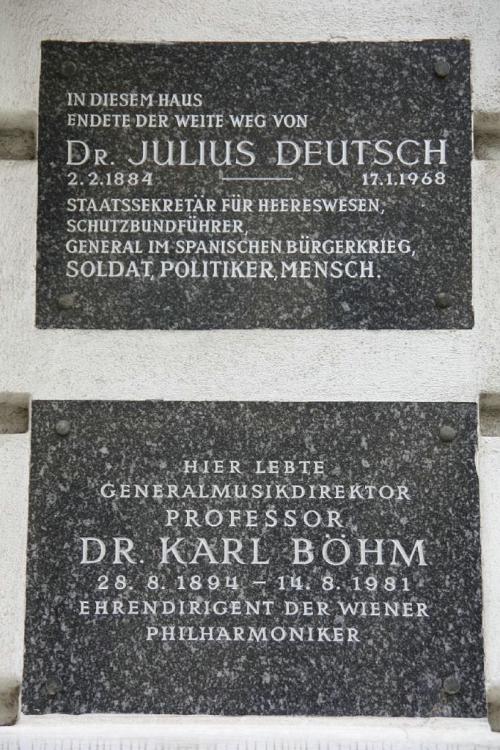 IN DIESEM HAUS
ENDETE DER WEITE WEG VON
DR. JULIUS DEUTSCH
2.2.1884 17.1.1968
STAATSSEKRETÄR FÜR HEERESWESEN,
SCHUTZBUNDFÜHRER,
GENERAL IM SPANISCHEN BÜRGERKRIEG,
SOLDAT, POLITIKER, MENSCH.
HIER LEBTE
GENERALMUSIKDIREKTOR
PROFESSOR
DR. KARL BÖHM
28. 8. 1894 – 14. 8. 1981
EHRENDIRIGENT DER WIENER
PHILHARMONIKER